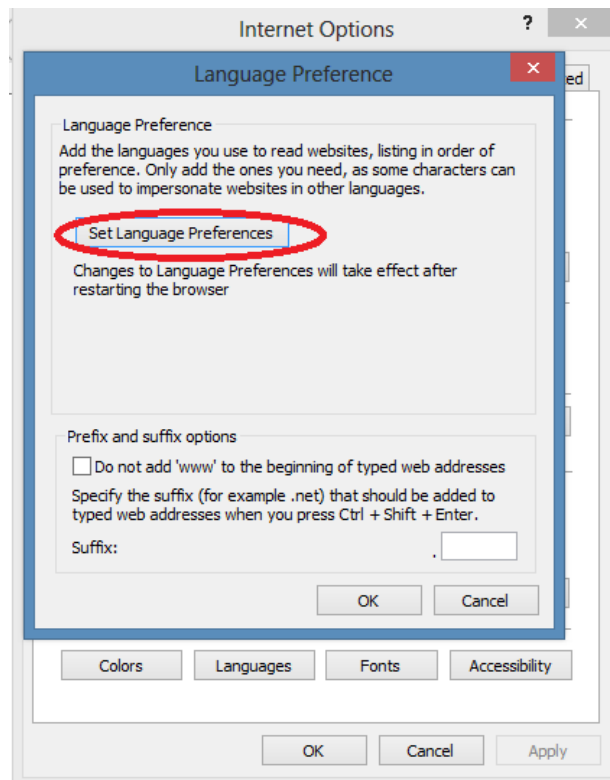 Internet Options
?
ed
Language Preference
Language Preference
Add the languages you use to read websites, listing in order of
preference. Only add the ones you need, as some characters can
be used to impersonate websites in other languages.
Set Language Preferences
Changes to Language Preferences will take effect after
restarting the browser
Prefix and suffix options
Do not add 'www' to the beginning of typed web addresses
Specify the suffix (for example .net) that should be added to
typed web addresses when you press Ctrl + Shift + Enter.
Suffix: .
OK Cancel
Colors Languages Fonts Accessibility
OK Cancel Apply